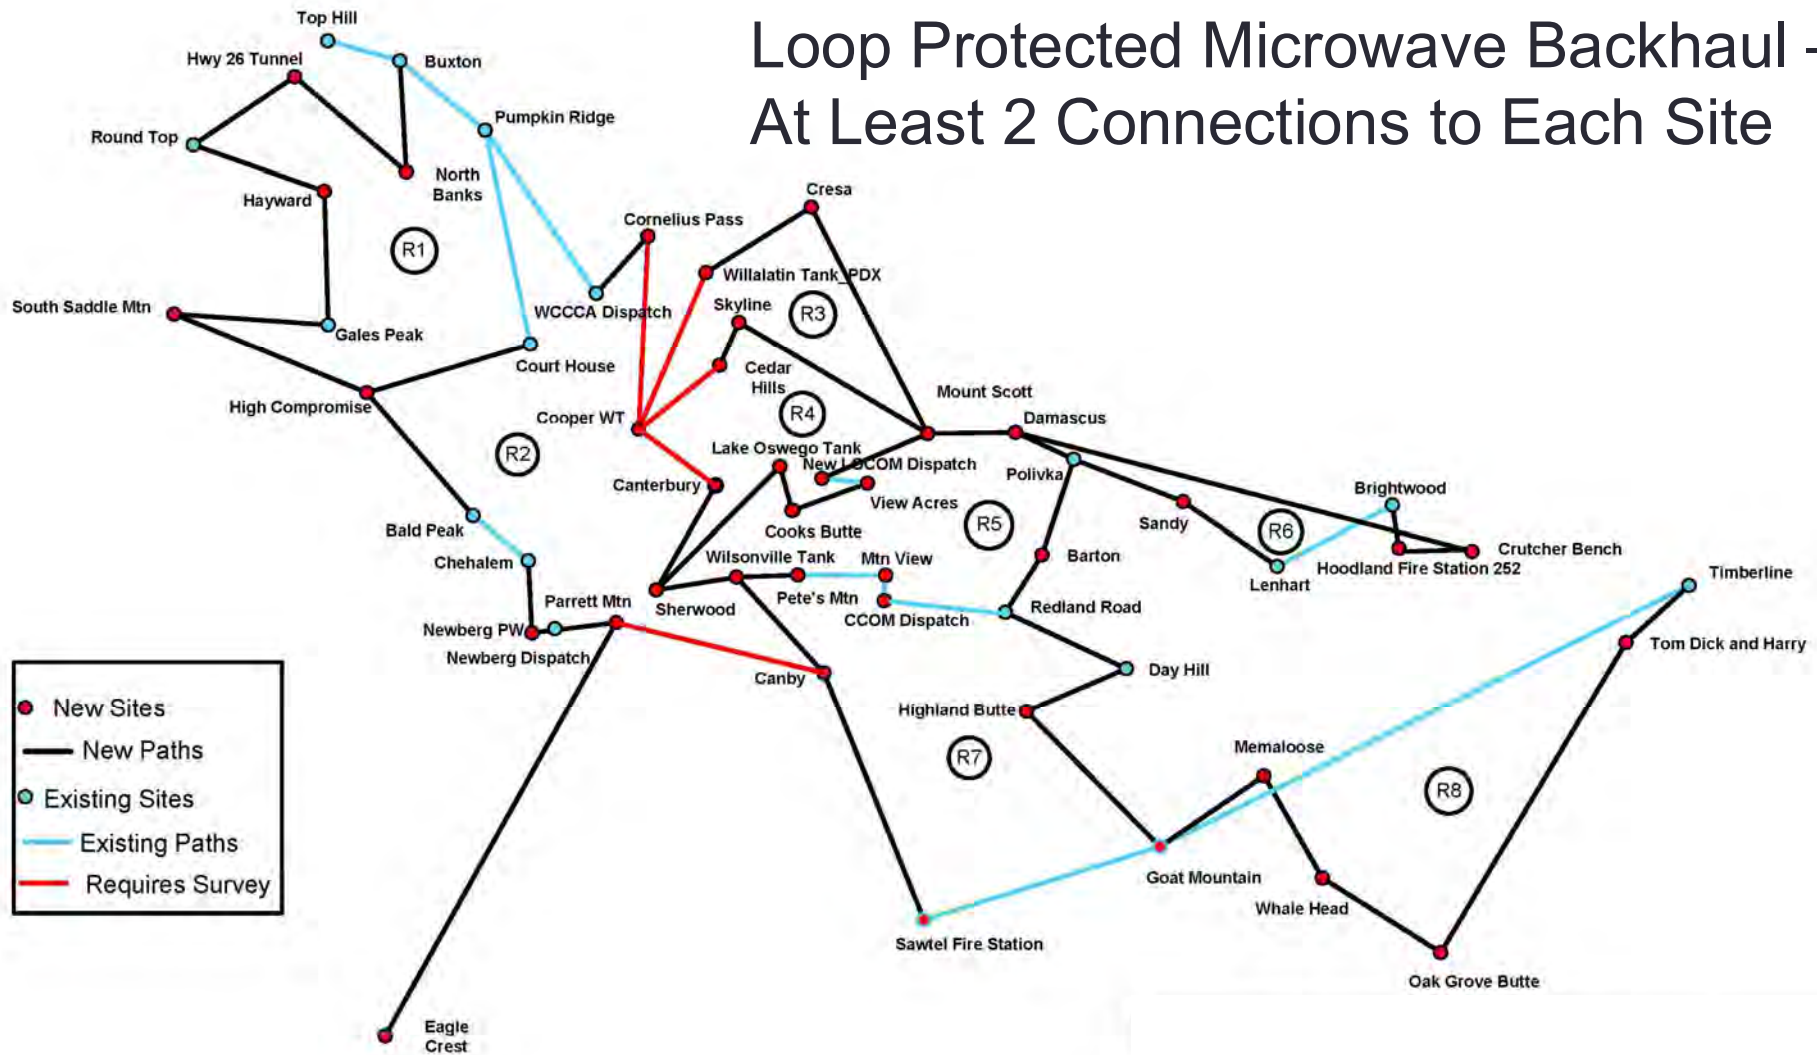 Loop Protected Microwave Backhaul -
At Least 2 Connections to Each Site
Top Hill
Hwy 26 Tunnel
Buxton
Pumpkin Ridge
Round Top
North
Banks
Hayward
Cresa
Cornelius Pass
R1
Willalatin Tank_PDX
South Saddle Mtn
WCCCA Dispatch
Skyline
R3
Gales Peak
Court House
Cedar
Hills
High Compromise
Mount Scott
Cooper WT
R4
Damascus
R2
Lake Oswego Tank
New LOCOM Dispatch
Polivka
Canterbury
View Acres
Brightwood
Bald Peak
Cooks Butte
R5
Sandy
R6
Crutcher Bench
Chehalem
Wilsonville Tank
Mtn View
Barton
Hoodland Fire Station 252
Timberline
Lenhart
Parrett Mtn
Sherwood
Pete's Mtn
Redland Road
CCOM Dispatch
Newberg PW
Newberg Dispatch
Tom Dick and Harry
Canby
Day Hill
Highland Butte
New Sites
New Paths
Existing Sites
Existing Paths
Requires Survey
R7
Memaloose
R8
Goat Mountain
Whale Head
Sawtel Fire Station
Oak Grove Butte
Eagle
Crest